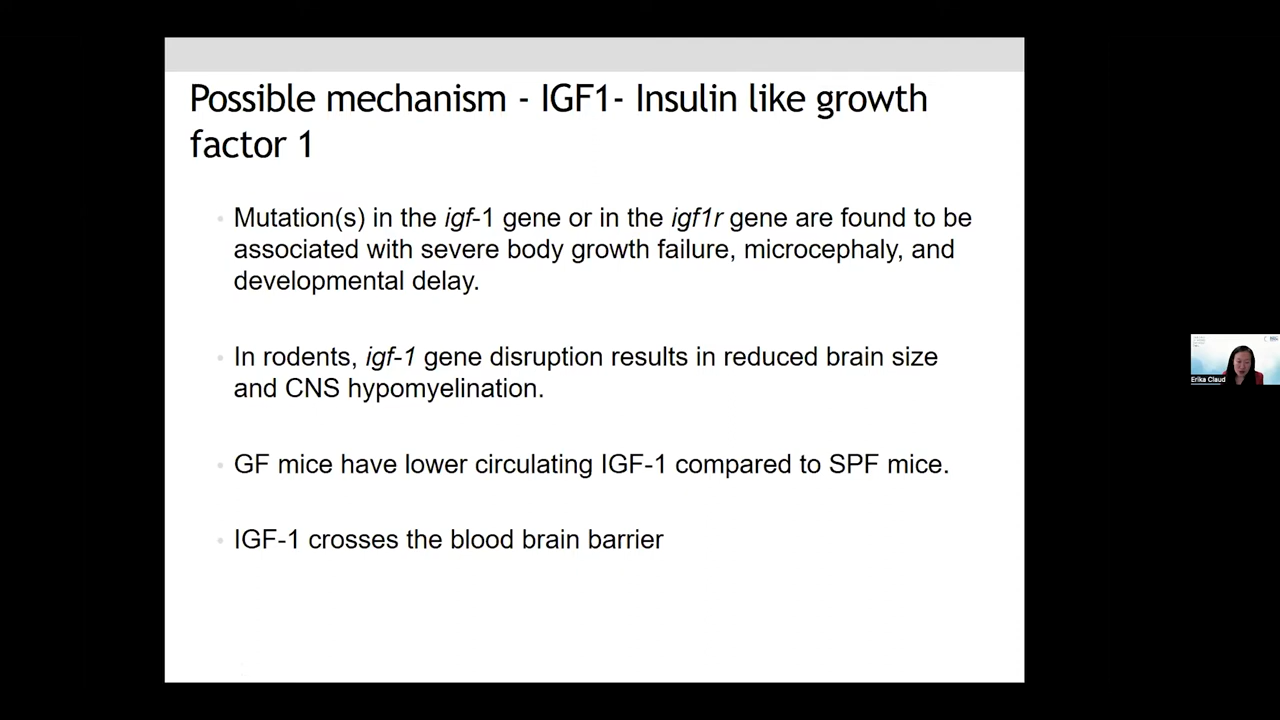 Possible mechanism - IGF1- Insulin like growth
factor 1
Mutation(s) in the igf-1 gene or in the igf1r gene are found to be
associated with severe body growth failure, microcephaly, and
developmental delay.
In rodents, igf-1 gene disruption results in reduced brain size
and CNS hypomyelination.
GF mice have lower circulating IGF-1 compared to SPF mice.
IGF-1 crosses the blood brain barrier
Erika Claud